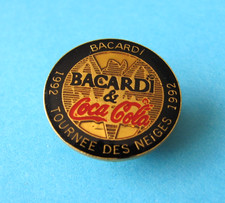 BACARDI
BACARDI
&
Coca-Cola
1992 TOURNEE DES NEIGES 1992